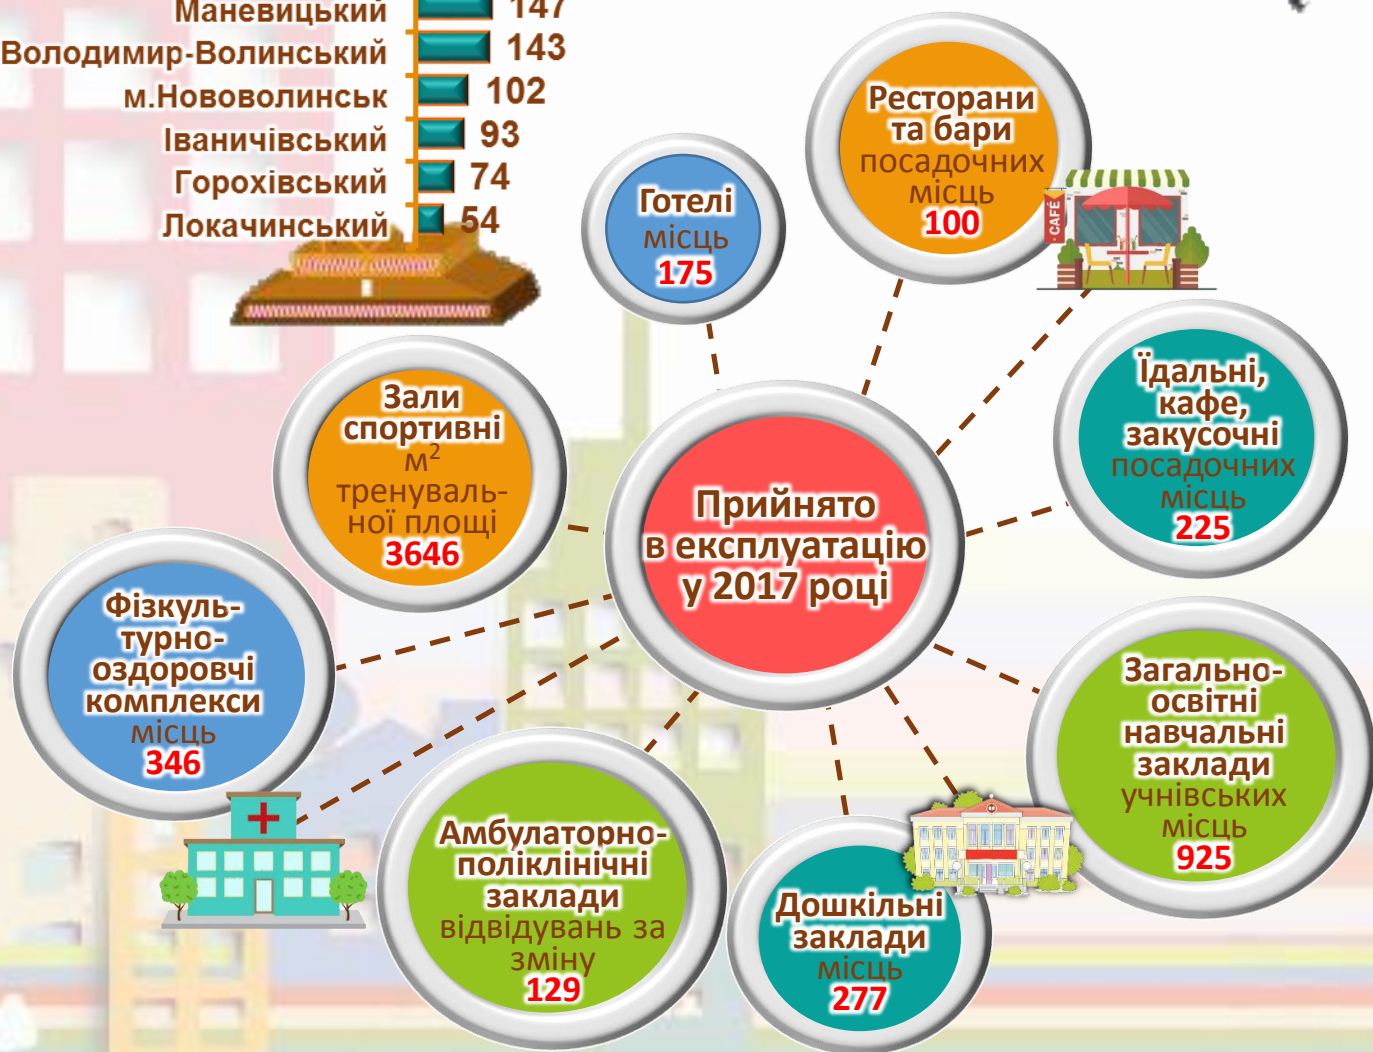 Маневицький 147
Володимир-Волинський 143
м.Нововолинськ 102
Іваничівський 93
Горохівський 74
Локачинський 54
Готелі
місць
175
Ресторани
та бари
посадочних
місць
100
CAFÉ
Їдальні,
кафе,
закусочні
посадочних
місць
225
Зали
спортивні
м²
тренуваль-
ної площі
3646
Прийнято
в експлуатацію
у 2017 році
Фізкуль-
турно-
оздоровчі
комплекси
місць
346
Загально-
освітні
навчальні
заклади
учнівських
місць
925
Амбулаторно-
поліклінічні
заклади
відвідувань за
зміну
129
Дошкільні
заклади
місць
277